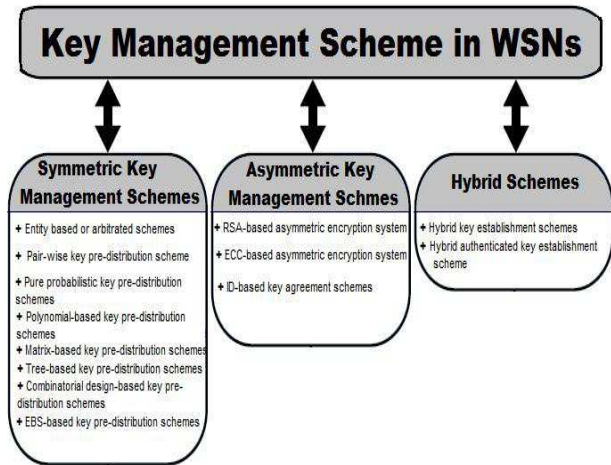 Key Management Scheme in WSNs
Symmetric Key
Management Schemes
+ Entity based or arbitrated schemes
+ Pair-wise key pre-distribution scheme
+ Pure probabilistic key pre-distribution
schemes
+ Polynomial-based key pre-distribution
schemes
+ Matrix-based key pre-distribution schemes
+ Tree-based key pre-distribution schemes
+ Combinatorial design-based key pre-
distribution schemes
+ EBS-based key pre-distribution schemes
Asymmetric Key
Management Schmes
+ RSA-based asymmetric encryption system
+ ECC-based asymmetric encryption system
+ ID-based key agreement schemes
Hybrid Schemes
+ Hybrid key establishment schemes
+ Hybrid authenticated key establishment
scheme